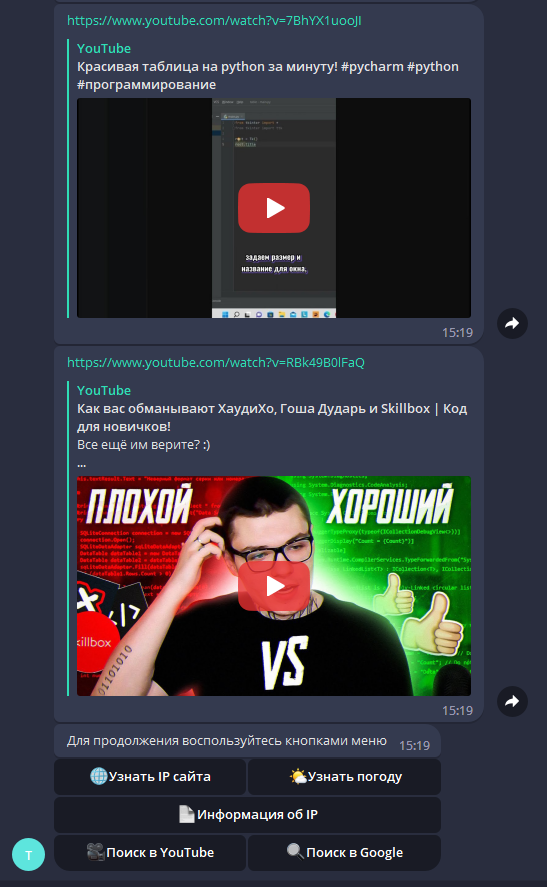 https://www.youtube.com/watch?v=7BhYX1uooJI
YouTube
Красивая таблица на python за минуту! #pycharm #python
#программирование
задаем размер и
название для окна,
15:19
https://www.youtube.com/watch?v=RBk49B0lFaQ
YouTube
Как вас обманывают ХаудиХо, Гоша Дударь и Skillbox | Код
для новичков!
Все ещё им верите? :)
...
ПЛОХОЙ
ХОРОШИЙ
killbox
</>
01101010
VS
15:19
Для продолжения воспользуйтесь кнопками меню 15:19
Узнать IP сайта
Узнать погоду
Информация об IP
Т
Поиск в YouTube
Поиск в Google